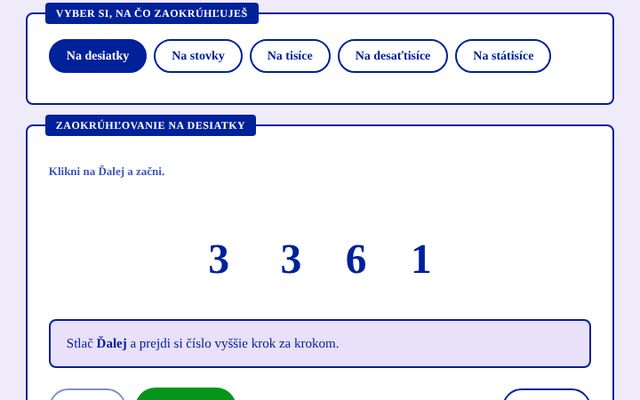 VYBER SI, NA ČO ZAOKRÚHĽUJEŠ
Na desiatky Na stovky Na tisíce Na desaťtisíce Na státisíce
ZAOKRÚHĽOVANIE NA DESIATKY
Klikni na Ďalej a začni.
3 3 6 1
Stlač Ďalej a prejdi si číslo vyššie krok za krokom.